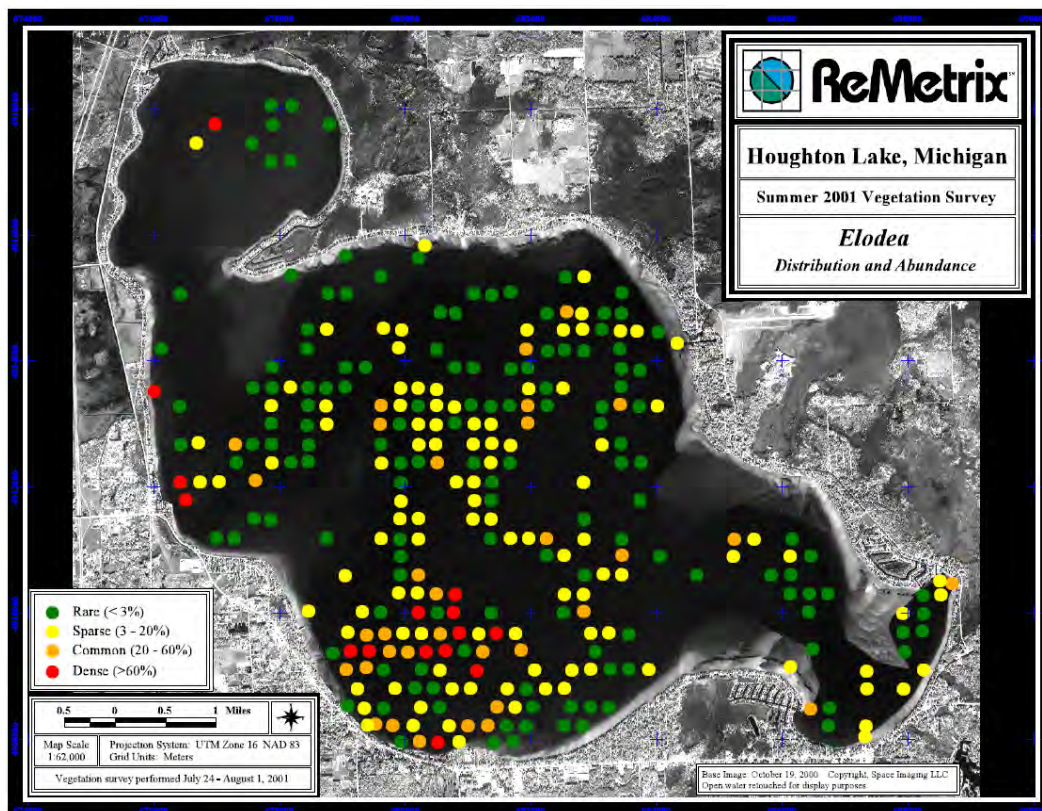 ReMetrix SM
Houghton Lake, Michigan
Summer 2001 Vegetation Survey
Elodea
Distribution and Abundance
Rare (< 3%)
Sparse (3 - 20%)
Common (20 - 60%)
Dense (>60%)
0.5 0 0.5 1 Miles
Map Scale
1:62,000
Projection System: UTM Zone 16 NAD 83
Grid Units: Meters
Vegetation survey performed July 24 - August 1, 2001
Base Image: October 19, 2000 Copyright, Space Imaging LLC
Open water retouched for display purposes.